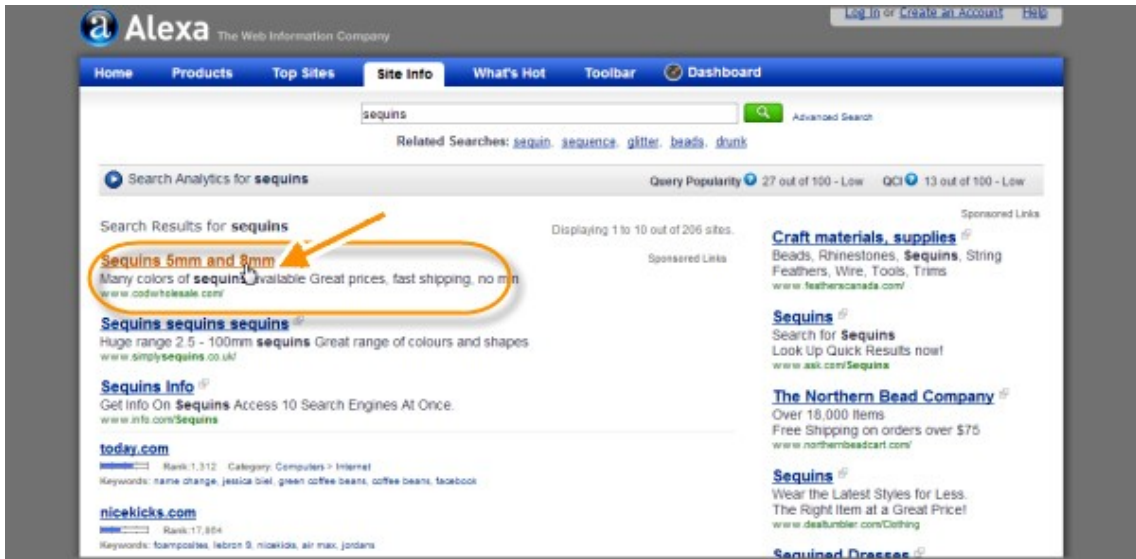 Log In or Create an Account Help
a Alexa The Web Information Company
Home Products Top Sites Site Info What's Hot Toolbar Dashboard
sequins
Advanced Search
Related Searches: sequin, sequence, glitter, beads, drunk
Search Analytics for sequins
Query Popularity 27 out of 100 - Low QCI 13 out of 100 - Low
Search Results for sequins
Displaying 1 to 10 out of 206 sites.
Sponsored Links
Sequins 5mm and 8mm
Many colors of sequins available Great prices, fast shipping, no min
www.codwholesale.com/
Sequins sequins sequins
Huge range 2.5 - 100mm sequins Great range of colours and shapes
www.simplysequins.co.uk/
Sequins Info
Get Info On Sequins Access 10 Search Engines At Once.
www.info.com/Sequins
today.com
Rank:1,312 Category: Computers > Internet
Keywords: name change, jessica biel, green coffee beans, coffee beans, facebook
nicekicks.com
Rank:17,864
Keywords: foamposites, lebron 9, nicekicks, air max, jordans
Sponsored Links
Craft materials, supplies
Beads, Rhinestones, Sequins, String
Feathers, Wire, Tools, Trims
www.featherscanada.com/
Sequins
Search for Sequins
Look Up Quick Results now!
www.ask.com/Sequins
The Northern Bead Company
Over 18,000 Items
Free Shipping on orders over $75
www.northernbeadcart.com/
Sequins
Wear the Latest Styles for Less.
The Right Item at a Great Price!
www.dealtumbler.com/Clothing
Sequined Dresses